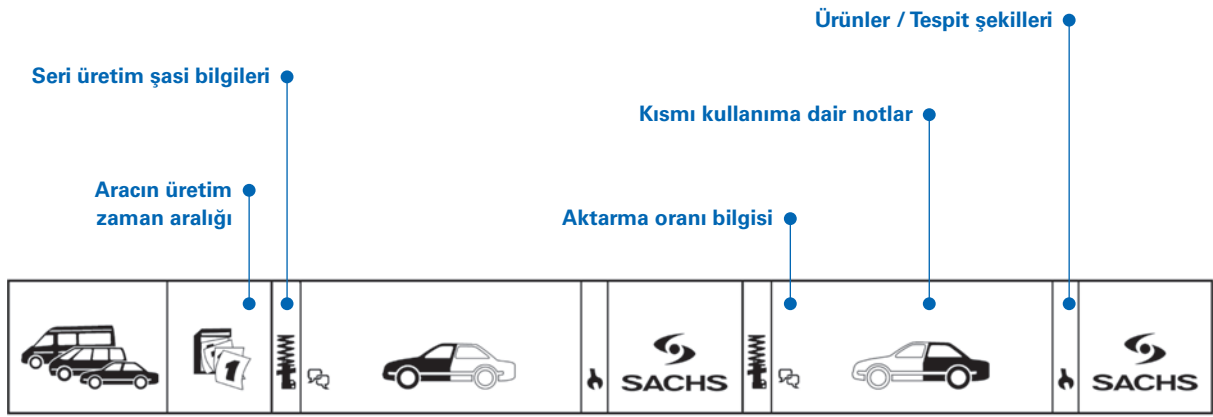 Ürünler / Tespit şekilleri
Seri üretim şasi bilgileri
Kısmı kullanıma dair notlar
Aracın üretim
zaman aralığı
Aktarma oranı bilgisi
1
SACHS
SACHS